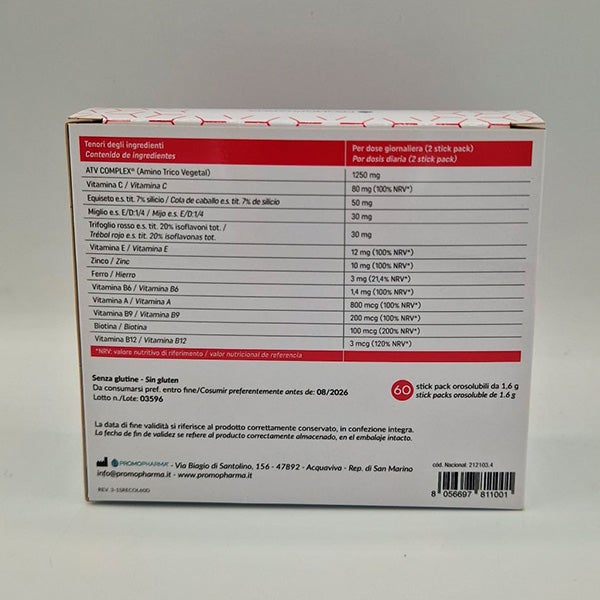 PROMOPHARMA
Tenori degli ingredienti
Contenido de ingredientes
Per dose giornaliera (2 stick pack)
Por dosis diaria (2 stick pack)
ATV COMPLEX® (Amino Trico Vegetal) 1250 mg
Vitamina C / Vitamina C 80 mg (100% NRV*)
Equiseto e.s. tit. 7% silicio / Cola de caballo e.s. tit. 7% de silicio 50 mg
Miglio e.s. E/D:1/4 / Mijo e.s. E/D:1/4 30 mg
Trifoglio rosso e.s. tit. 20% isoflavoni tot. /
Trébol rojo e.s. tit. 20% isoflavonas tot. 30 mg
Vitamina E / Vitamina E 12 mg (100% NRV*)
Zinco / Zinc 10 mg (100% NRV*)
Ferro / Hierro 3 mg (21,4% NRV*)
Vitamina B6 / Vitamina B6 1,4 mg (100% NRV*)
Vitamina A / Vitamina A 800 mcg (100% NRV*)
Vitamina B9 / Vitamina B9 200 mcg (100% NRV*)
Biotina / Biotina 100 mcg (200% NRV*)
Vitamina B12 / Vitamina B12 3 mcg (120% NRV*)
*NRV: valore nutritivo di riferimento / valor nutricional de referencia
Senza glutine - Sin gluten
Da consumarsi pref. entro fine/Cosumir preferentemente antes de: 08/2026
Lotto n./Lote: 03596
60 stick pack orosolubili da 1,6 g
stick packs orosoluble de 1.6 g
La data di fine validità si riferisce al prodotto correttamente conservato, in confezione integra.
La fecha de fin de validez se refiere al producto correctamente almacenado, en el embalaje intacto.
PROMOPHARMA® - Via Biagio di Santolino, 156 - 47892 - Acquaviva - Rep. di San Marino
info@promopharma.it - www.promopharma.it
REV. 3-1SRECOL60D
cód. Nacional: 212103.4
8 056697 811001